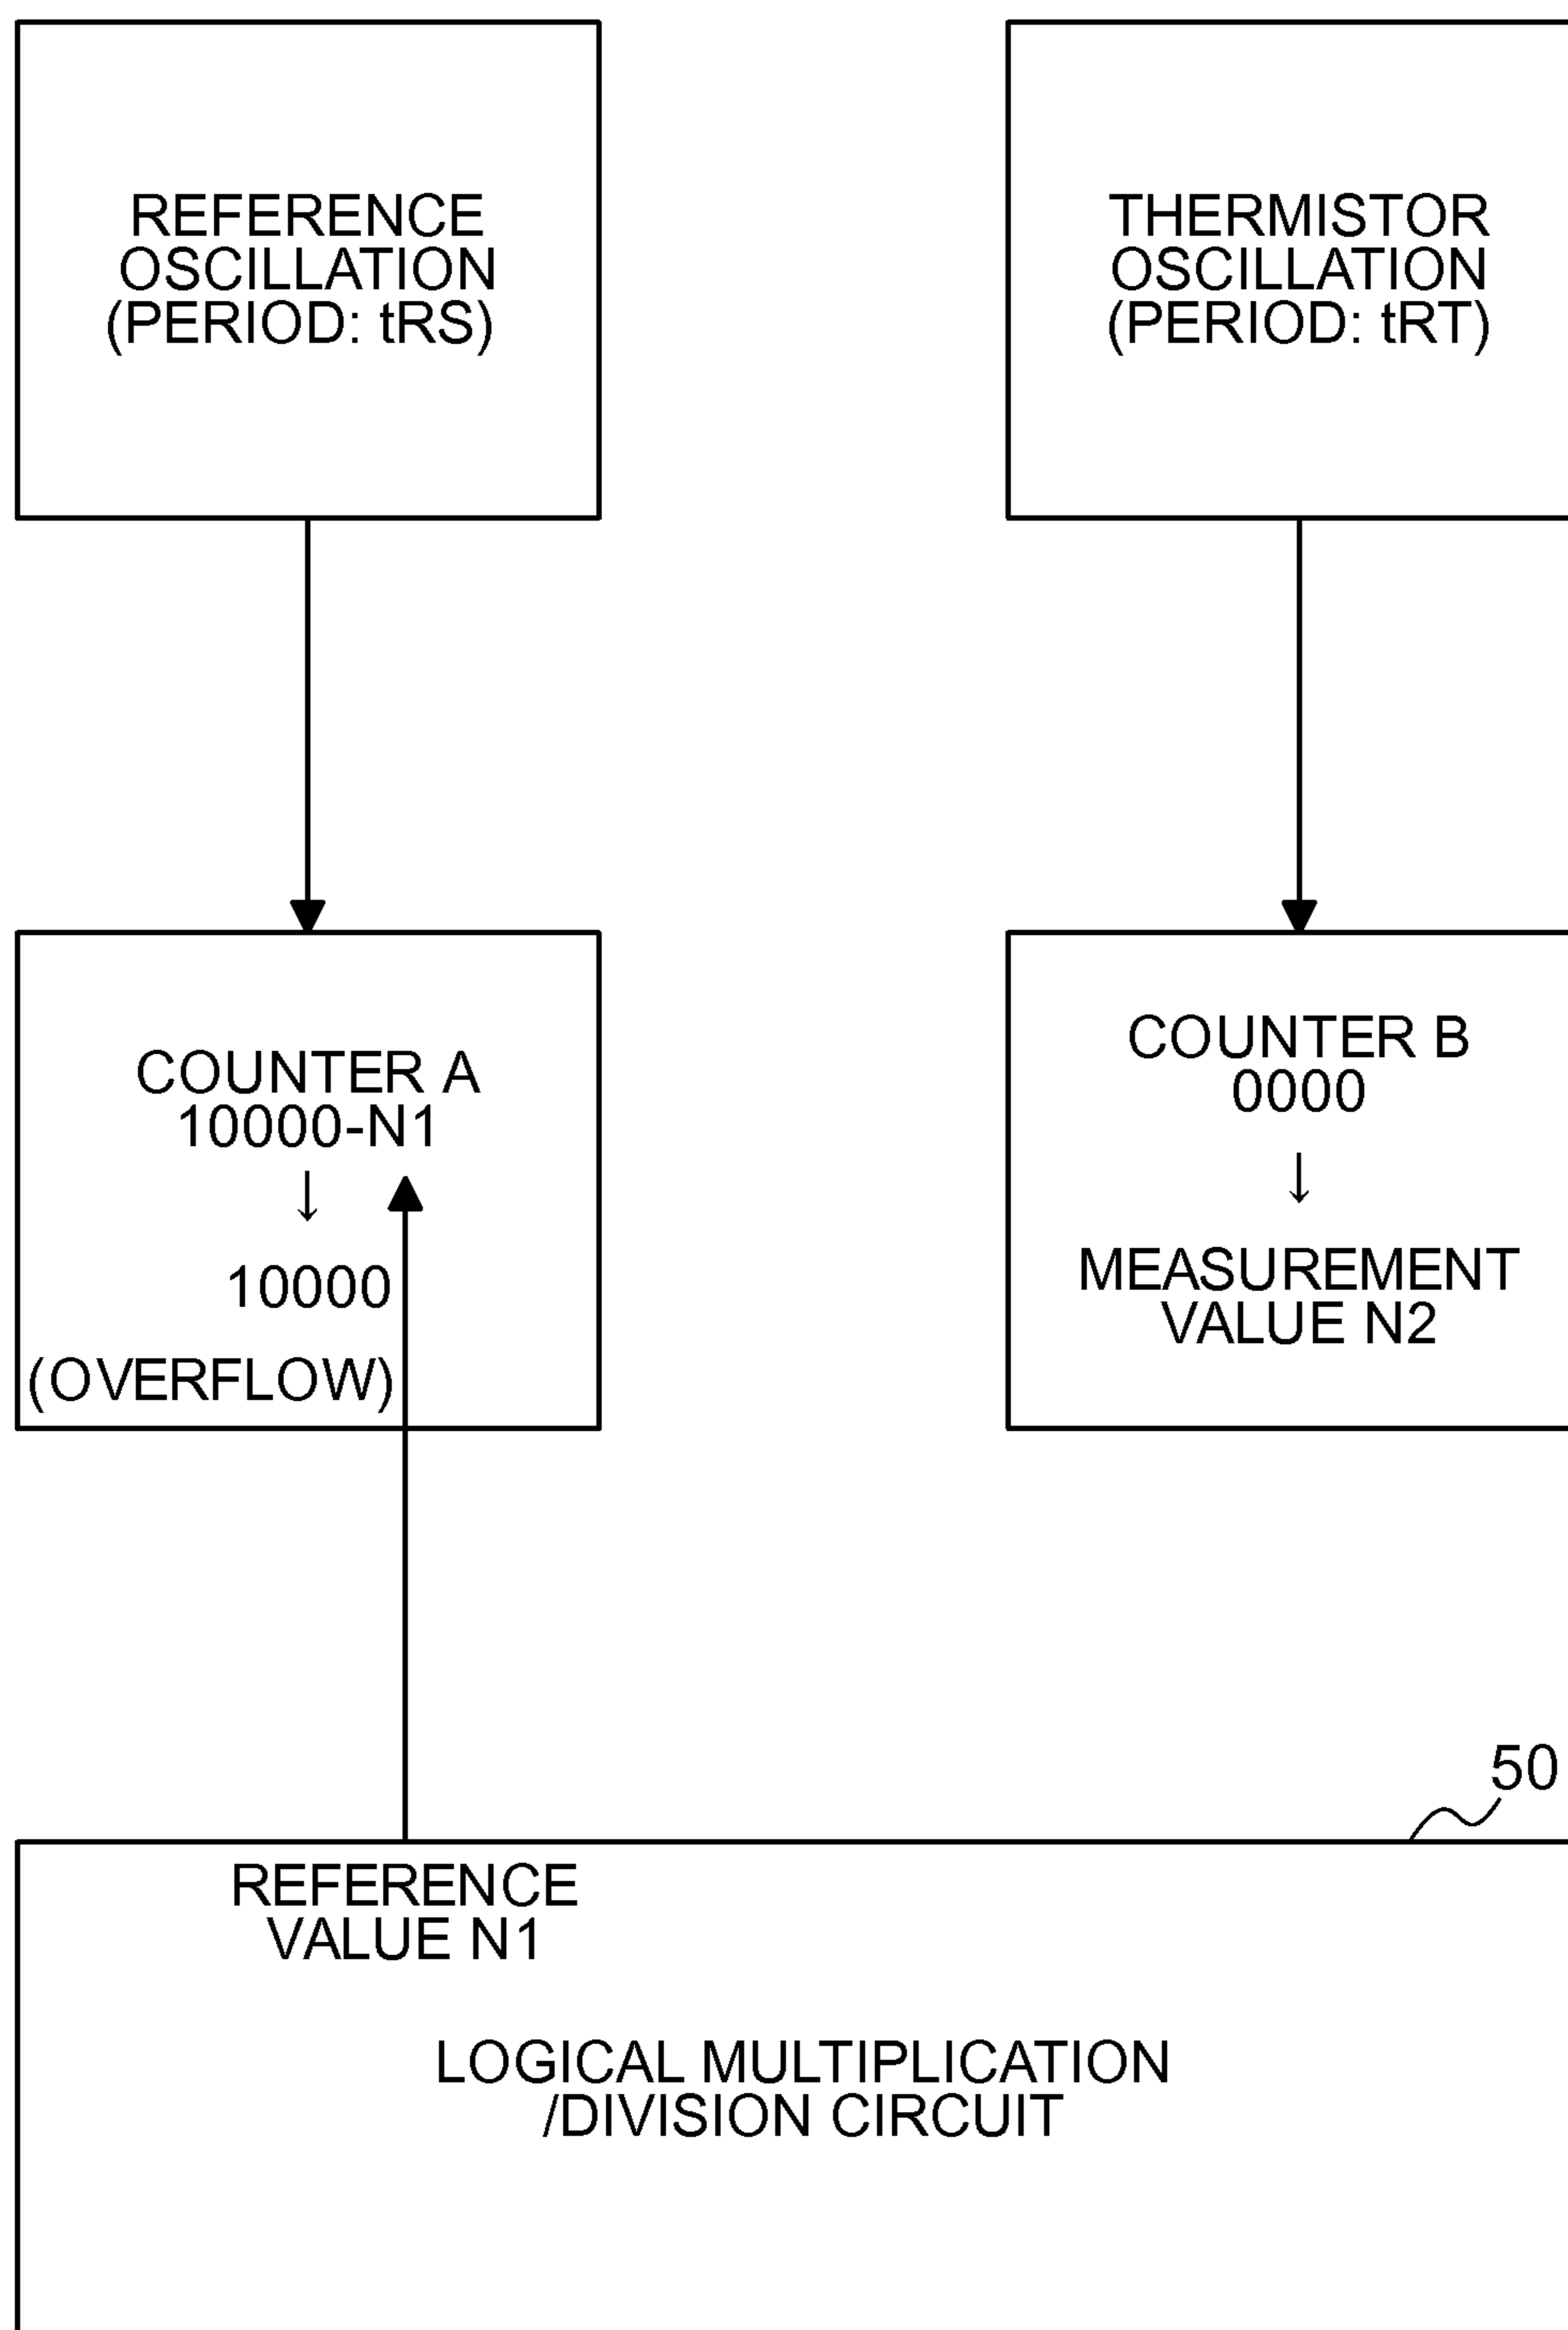 REFERENCE
OSCILLATION
(PERIOD: tRS)
THERMISTOR
OSCILLATION
(PERIOD: tRT)
COUNTER A
10000-N1
↓
10000
(OVERFLOW)
COUNTER B
0000
↓
MEASUREMENT
VALUE N2
50
REFERENCE
VALUE N1
LOGICAL MULTIPLICATION
/DIVISION CIRCUIT